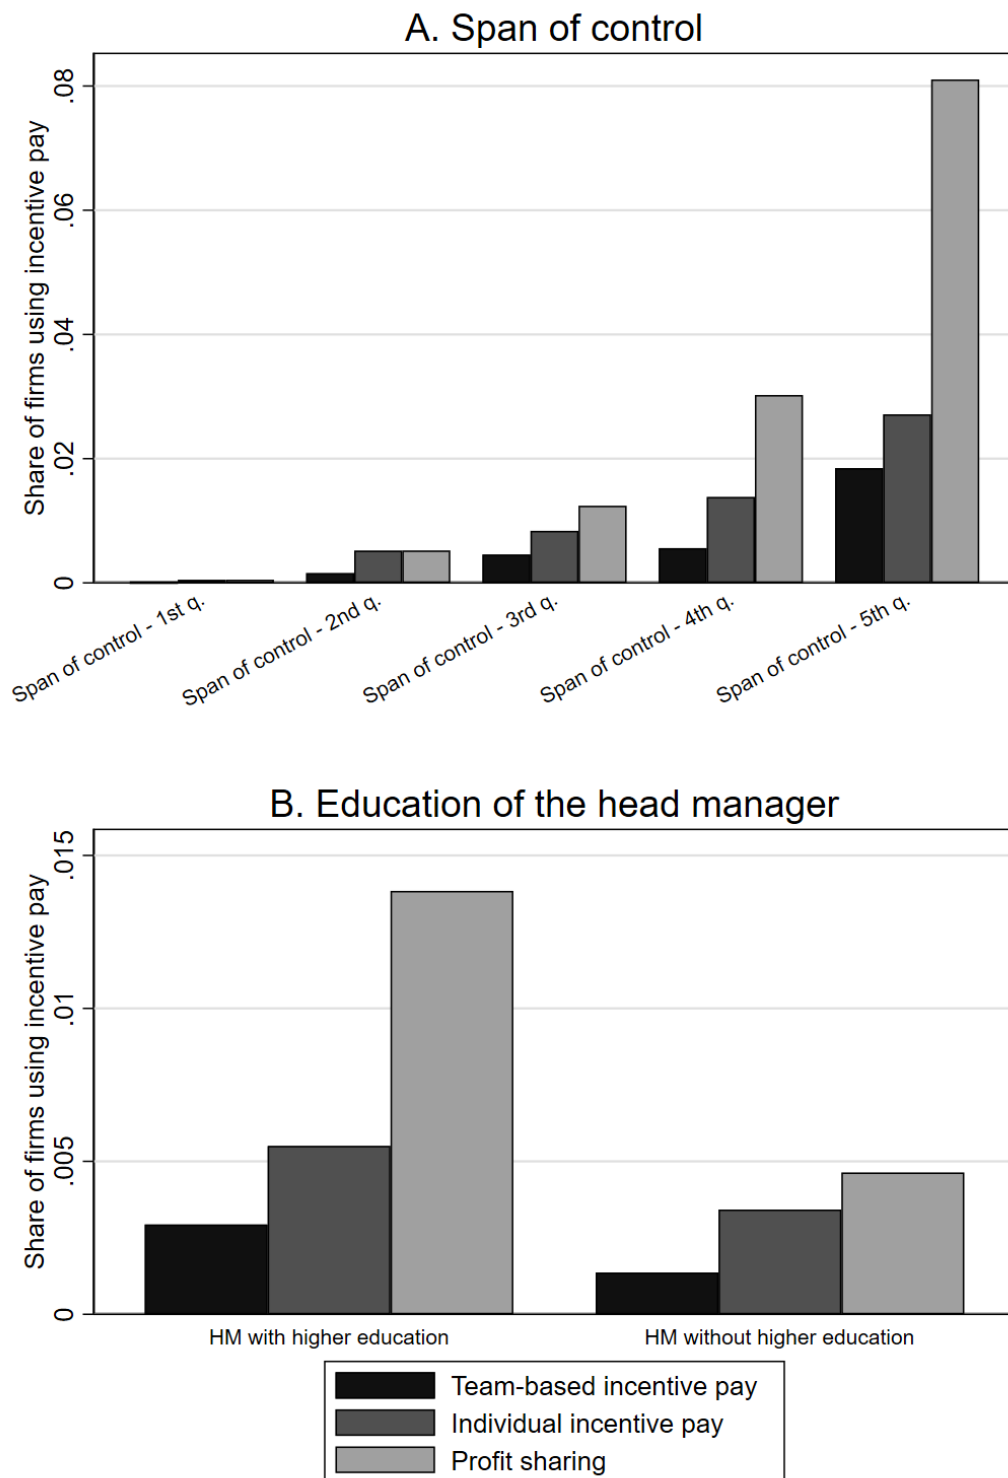 A. Span of control
Share of firms using incentive pay
.08
.06
.04
.02
0
Span of control - 1st q.
Span of control - 2nd q.
Span of control - 3rd q.
Span of control - 4th q.
Span of control - 5th q.
B. Education of the head manager
Share of firms using incentive pay
.015
.01
.005
0
HM with higher education
HM without higher education
Team-based incentive pay
Individual incentive pay
Profit sharing